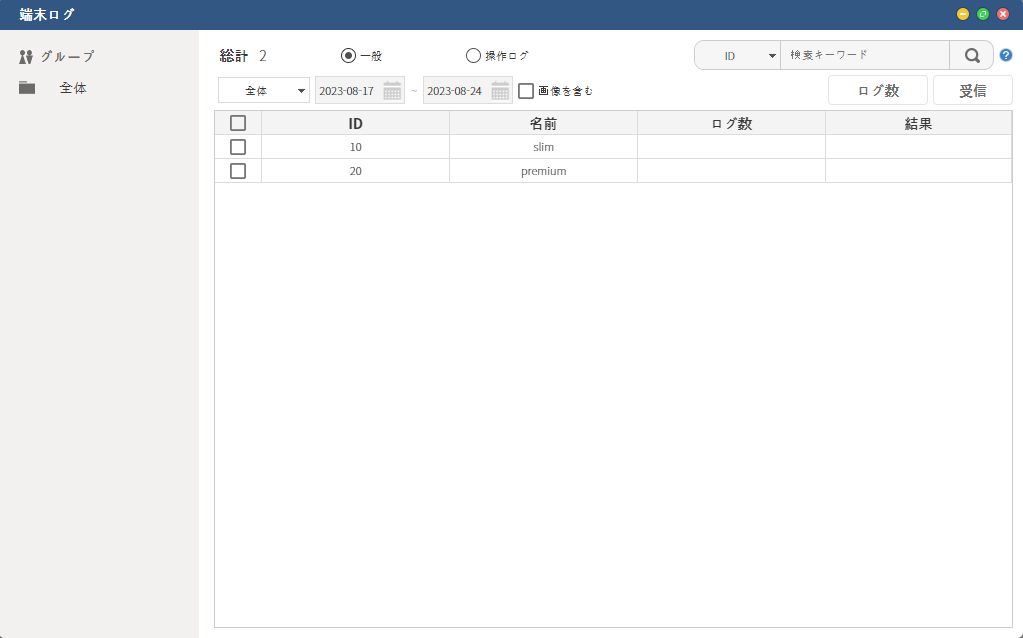 端末ログ
グループ
全体
総計 2 一般 操作ログ ID 検索キーワード
全体 2023-08-17 ~ 2023-08-24 画像を含む ログ数 受信
ID 名前 ログ数 結果
10 slim
20 premium